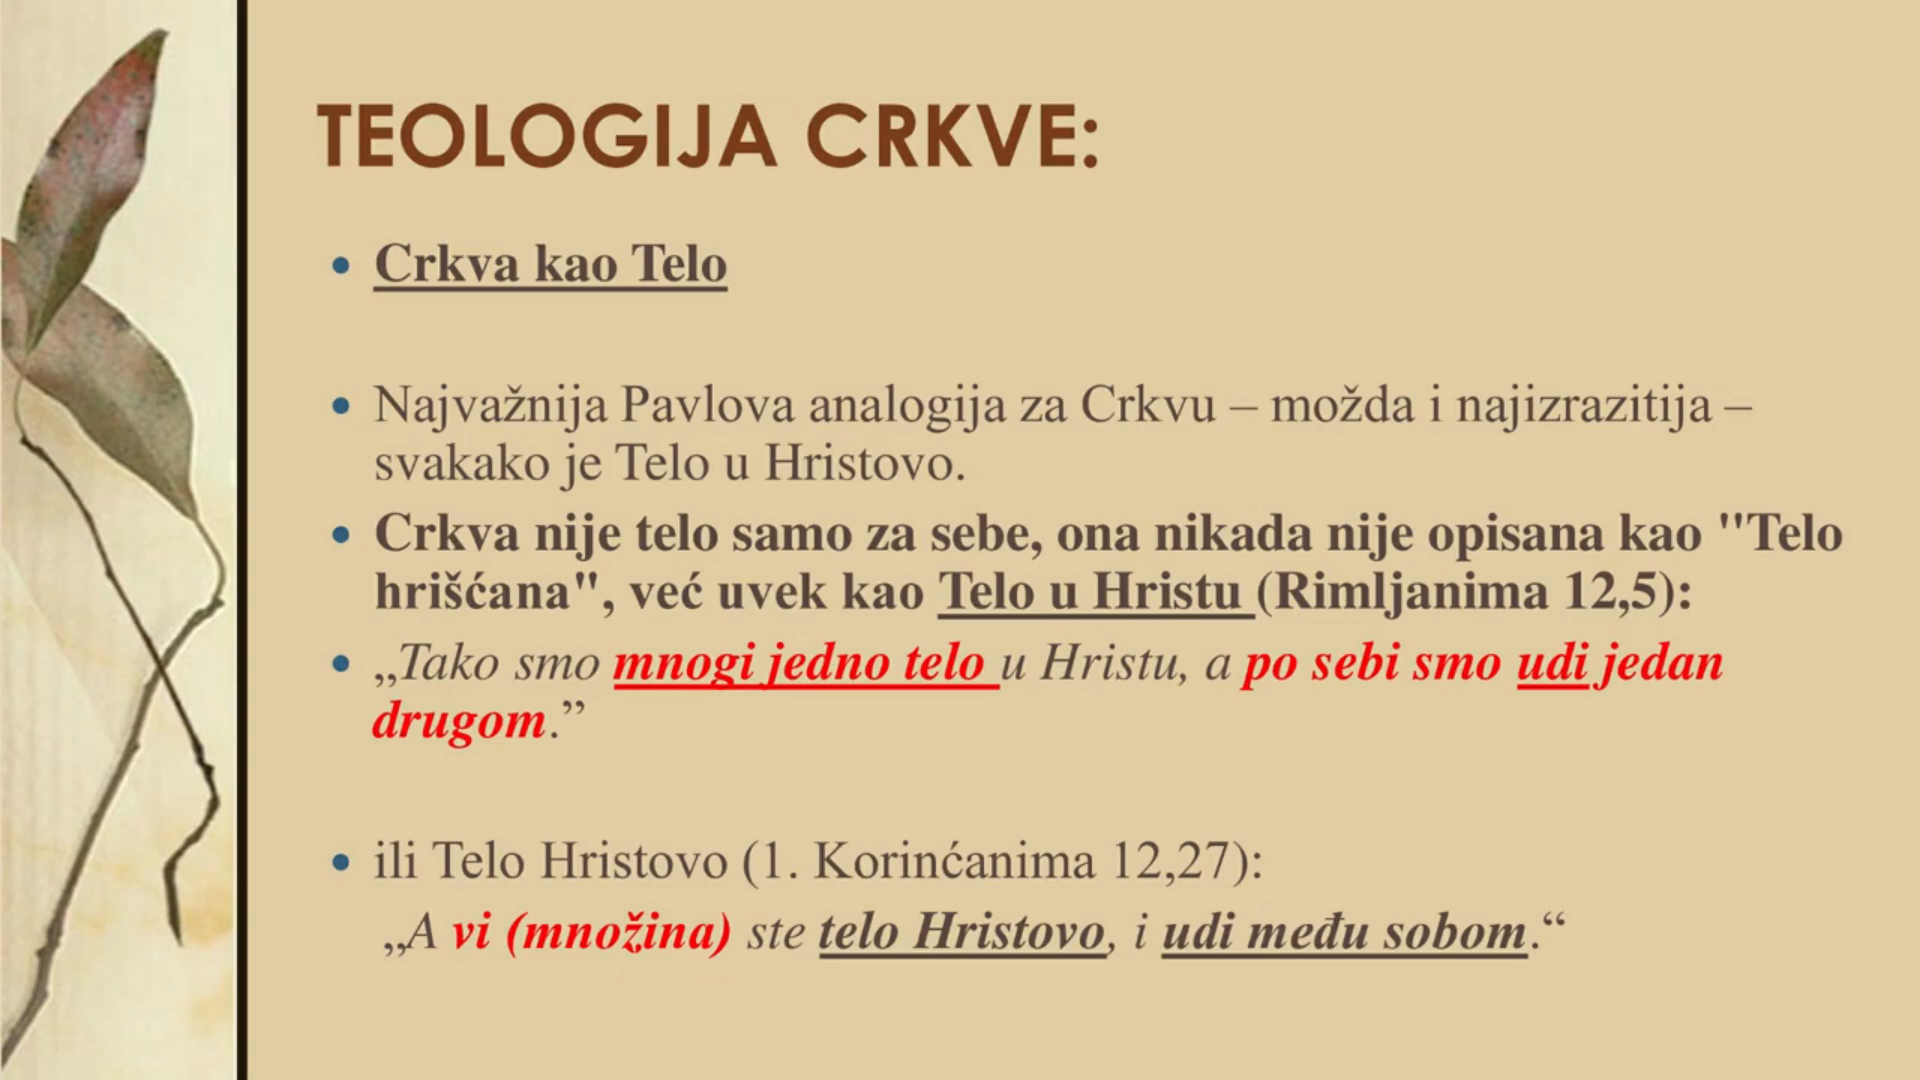 TEOLOGIJA CRKVE:
• Crkva kao Telo
• Najvažnija Pavlova analogija za Crkvu – možda i najizrazitija –
svakako je Telo u Hristovo.
• Crkva nije telo samo za sebe, ona nikada nije opisana kao "Telo
hrišćana", već uvek kao Telo u Hristu (Rimljanima 12,5):
• „Tako smo mnogi jedno telo u Hristu, a po sebi smo udi jedan
drugom.”
• ili Telo Hristovo (1. Korinćanima 12,27):
„A vi (množina) ste telo Hristovo, i udi među sobom.“